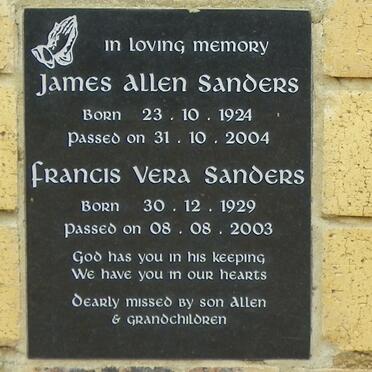 In loving memory
James Allen Sanders
Born 23 . 10 . 1924
Passed on 31 . 10 . 2004
Francis Vera Sanders
Born 30 . 12 . 1929
Passed on 08 . 08 . 2003
God has you in his keeping
We have you in our hearts
Dearly missed by son Allen
& grandchildren